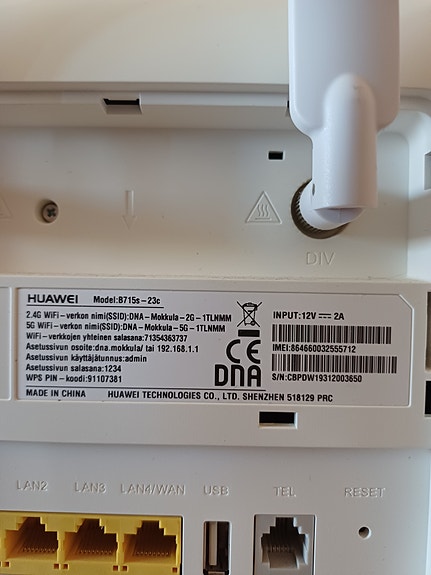 DIV
HUAWEI Model:B715s-23c
2.4G WiFi-verkon nimi(SSID):DNA-Mokkula-2G-1TLNMM
5G WiFi-verkon nimi(SSID):DNA-Mokkula-5G-1TLNMM
WiFi-verkkojen yhteinen salasana:71354363737
Asetussivun osoite:dna.mokkula/ tai 192.168.1.1
Asetussivun käyttäjätunnus:admin
Asetussivun salasana:1234
WPS PIN-koodi:91107381
CE
DNA
INPUT:12V⎓2A
IMEI:864660032555712
S/N:CBPDW19312003650
MADE IN CHINA HUAWEI TECHNOLOGIES CO., LTD. SHENZHEN 518129 PRC
LAN2 LAN3 LAN4/WAN USB TEL RESET